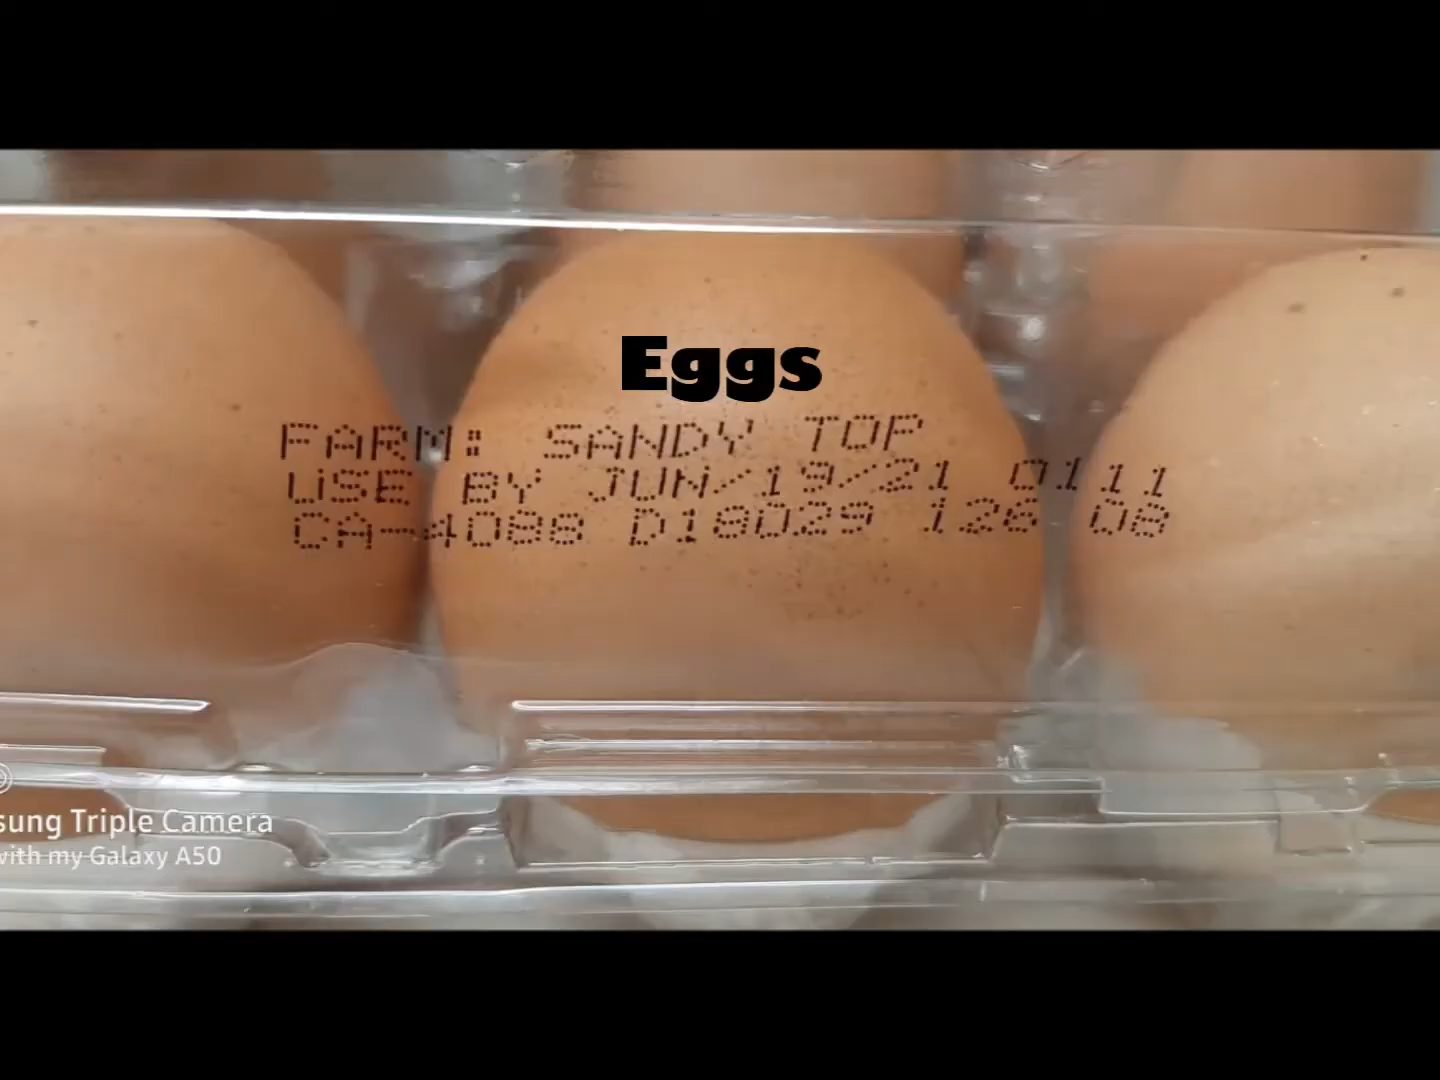 Eggs
FARM: SANDY TOP
USE BY JUN/19/21 0111
CA-4088 D18029 126 08
sung Triple Camera
with my Galaxy A50